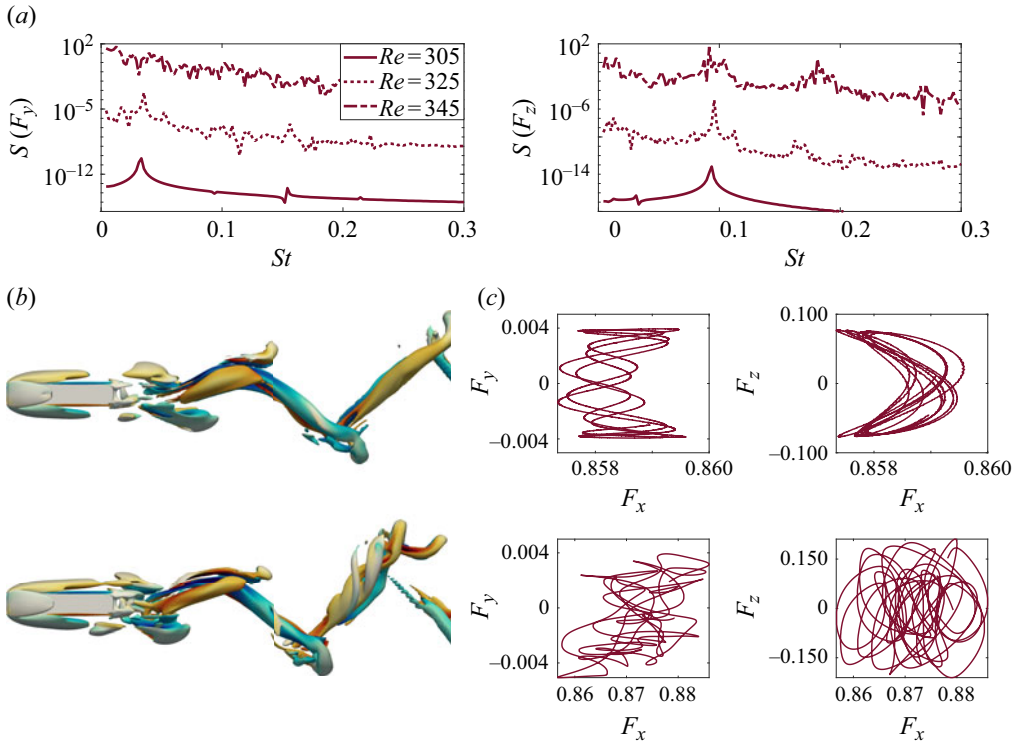 (a)
10^2
10^-5
10^-12
S (F_y)
Re = 305
Re = 325
Re = 345
0
0.1
0.2
0.3
St
10^2
10^-6
10^-14
S (F_z)
0
0.1
0.2
0.3
St
(b)
(c)
0.004
0
-0.004
F_y
0.858
0.860
F_x
0.100
0
-0.100
F_z
0.858
0.860
F_x
0.004
0
-0.004
F_y
0.86
0.87
0.88
F_x
0.150
0
-0.150
F_z
0.86
0.87
0.88
F_x